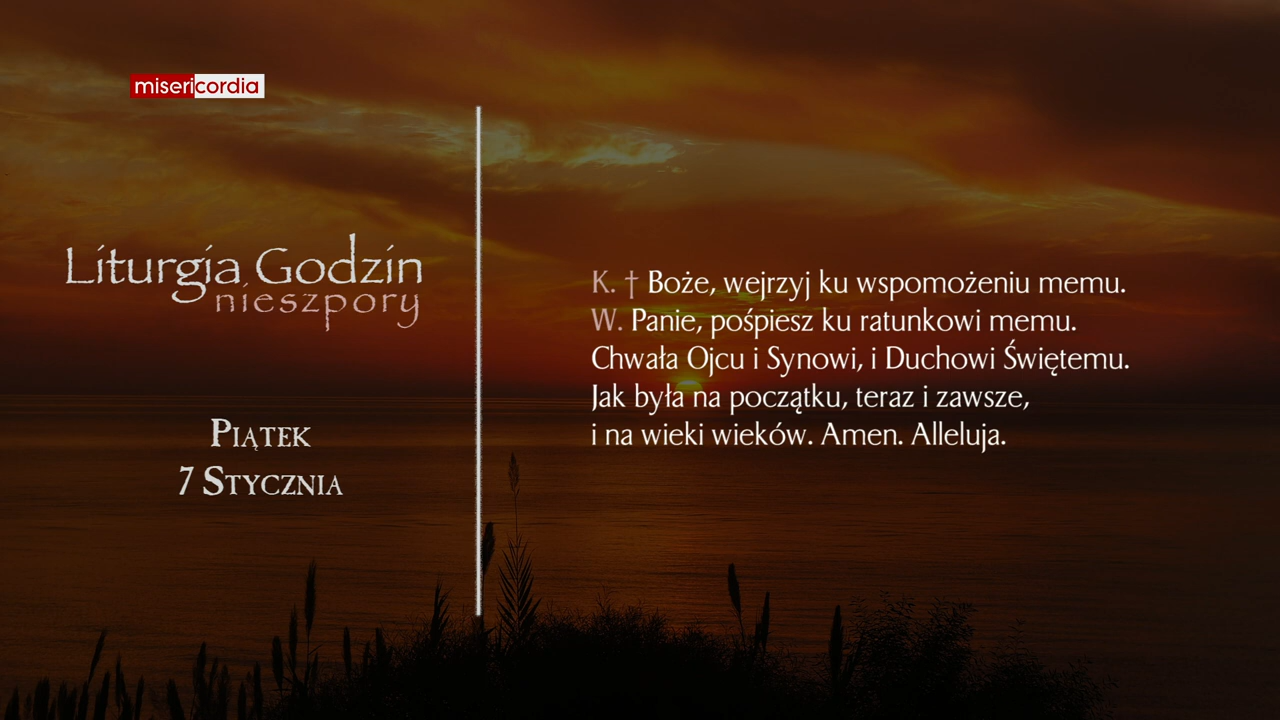 misericordia
Liturgia Godzin
nieszpory
Piątek
7 Stycznia
K. † Boże, wejrzyj ku wspomożeniu memu.
W. Panie, pośpiesz ku ratunkowi memu.
Chwała Ojcu i Synowi, i Duchowi Świętemu.
Jak była na początku, teraz i zawsze,
i na wieki wieków. Amen. Alleluja.